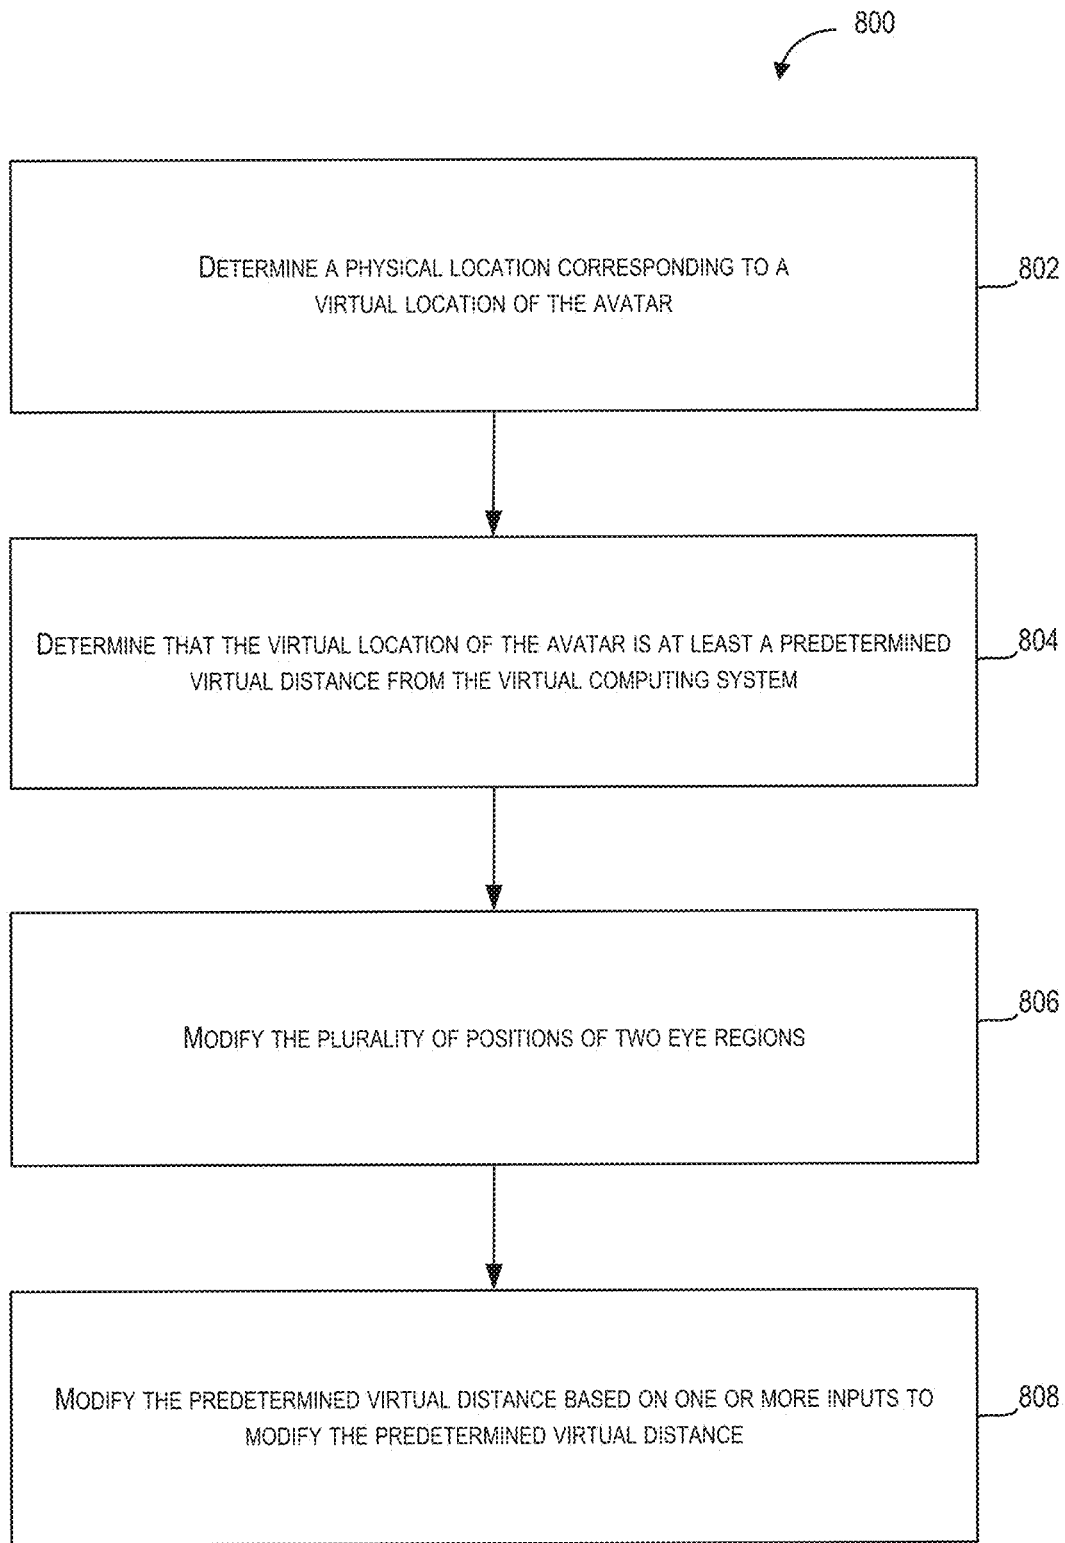 800
DETERMINE A PHYSICAL LOCATION CORRESPONDING TO A
VIRTUAL LOCATION OF THE AVATAR
802
DETERMINE THAT THE VIRTUAL LOCATION OF THE AVATAR IS AT LEAST A PREDETERMINED
VIRTUAL DISTANCE FROM THE VIRTUAL COMPUTING SYSTEM
804
MODIFY THE PLURALITY OF POSITIONS OF TWO EYE REGIONS
806
MODIFY THE PREDETERMINED VIRTUAL DISTANCE BASED ON ONE OR MORE INPUTS TO
MODIFY THE PREDETERMINED VIRTUAL DISTANCE
808